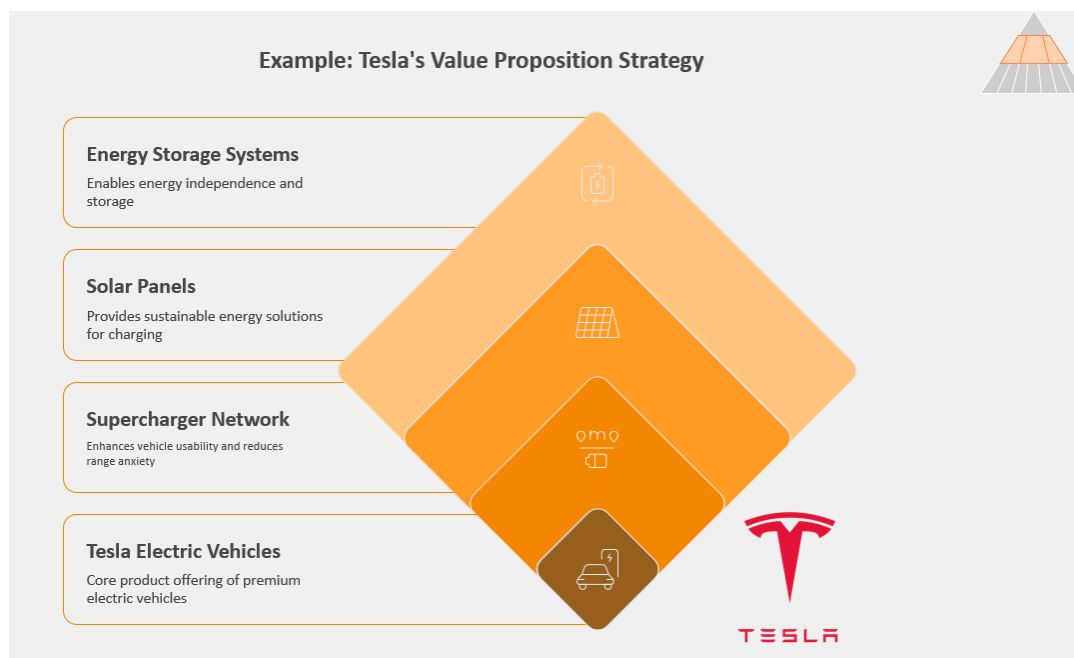 Example: Tesla's Value Proposition Strategy
Energy Storage Systems
Enables energy independence and
storage
Solar Panels
Provides sustainable energy solutions
for charging
Supercharger Network
Enhances vehicle usability and reduces
range anxiety
Tesla Electric Vehicles
Core product offering of premium
electric vehicles
TESLA